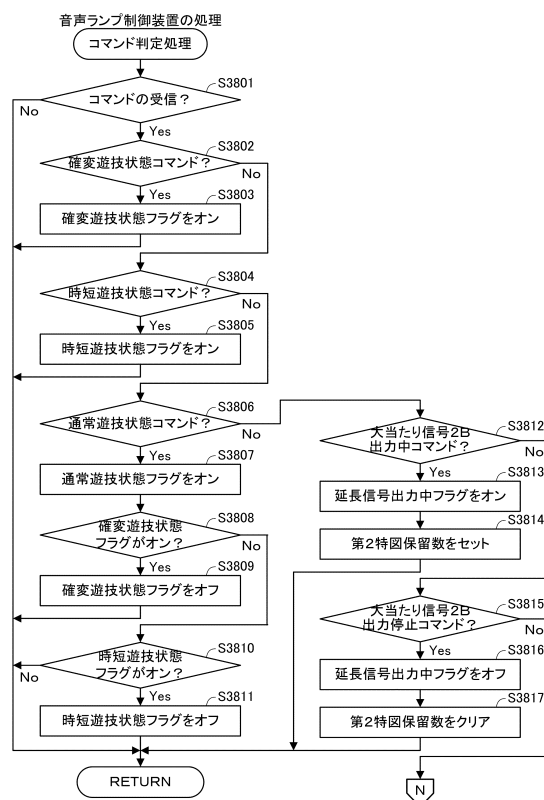 音声ランプ制御装置の処理
コマンド判定処理
S3801
コマンドの受信？
No
Yes
S3802
確変遊技状態コマンド？
No
Yes
S3803
確変遊技状態フラグをオン
S3804
時短遊技状態コマンド？
No
Yes
S3805
時短遊技状態フラグをオン
S3806
通常遊技状態コマンド？
No
Yes
S3807
通常遊技状態フラグをオン
S3808
確変遊技状態
フラグがオン？
No
Yes
S3809
確変遊技状態フラグをオフ
S3810
時短遊技状態
フラグがオン？
No
Yes
S3811
時短遊技状態フラグをオフ
RETURN
S3812
大当たり信号2B
出力中コマンド？
No
Yes
S3813
延長信号出力中フラグをオン
S3814
第2特図保留数をセット
S3815
大当たり信号2B
出力停止コマンド？
No
Yes
S3816
延長信号出力中フラグをオフ
S3817
第2特図保留数をクリア
N